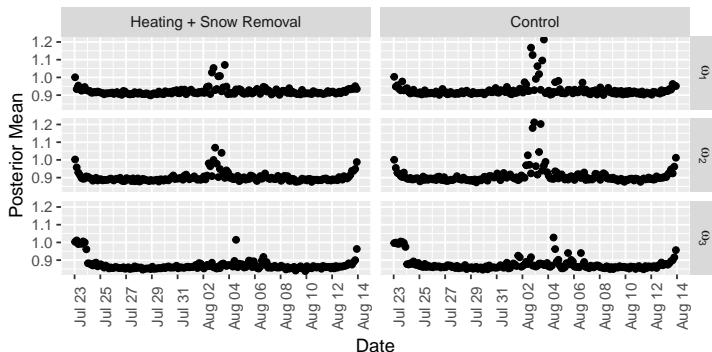 Heating + Snow Removal
Control
Posterior Mean
1.2
1.1
1.0
0.9
ω1
1.2
1.1
1.0
0.9
ω2
1.2
1.1
1.0
0.9
ω3
Jul 23
Jul 25
Jul 27
Jul 29
Jul 31
Aug 02
Aug 04
Aug 06
Aug 08
Aug 10
Aug 12
Aug 14
Jul 23
Jul 25
Jul 27
Jul 29
Jul 31
Aug 02
Aug 04
Aug 06
Aug 08
Aug 10
Aug 12
Aug 14
Date